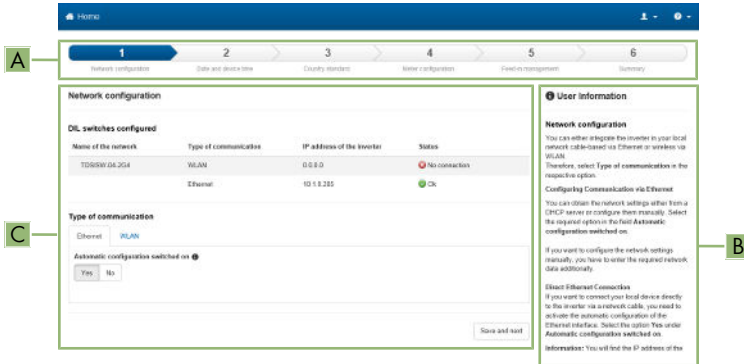 Home
A
1 2 3 4 5 6
Network configuration Date and device time Country standard Meter configuration Feed-in management Summary
Network configuration
DIL switches configured
Name of the network Type of communication IP address of the inverter Status
WLAN 0.0.0.0 No connection
Ethernet 10.1.8.285 Ok
Type of communication
C
Ethernet WLAN
Automatic configuration switched on
Yes No
Save and next
User Information
Network configuration
You can either integrate the inverter in your local
network cable-based via Ethernet or wireless via
WLAN.
Therefore, select Type of communication in the
respective option.
Configuring Communication via Ethernet
You can obtain the network settings either from a
DHCP server or configure them manually. Select
the required option in the field Automatic
configuration switched on.
B
If you want to configure the network settings
manually, you have to enter the required network
data additionally.
Direct Ethernet Connection
If you want to connect your local device directly
to the inverter via a network cable, you need to
activate the automatic configuration of the
Ethernet interface. Select the option Yes under
Automatic configuration switched on.
Information: You will find the IP address of the